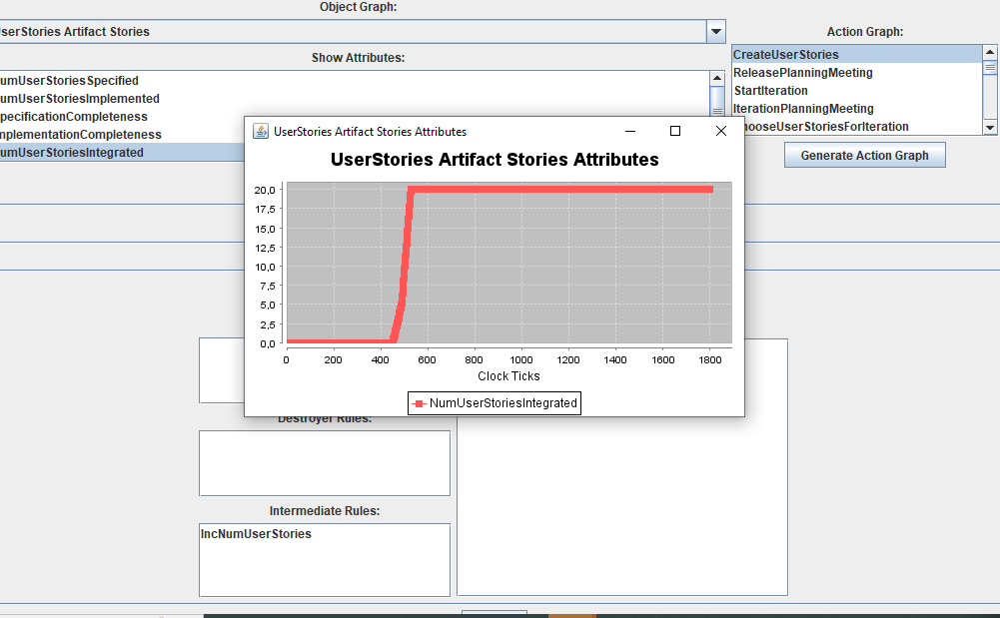 Object Graph:
UserStories Artifact Stories
Action Graph:
Show Attributes:
CreateUserStories
ReleasePlanningMeeting
StartIteration
IterationPlanningMeeting
hooseUserStoriesForIteration
Generate Action Graph
umUserStoriesSpecified
umUserStoriesImplemented
pecificationCompleteness
mplementationCompleteness
umUserStoriesIntegrated
UserStories Artifact Stories Attributes
UserStories Artifact Stories Attributes
20,0
17,5
15,0
12,5
10,0
7,5
5,0
2,5
0,0
0 200 400 600 800 1000 1200 1400 1600 1800
Clock Ticks
NumUserStoriesIntegrated
Destroyer Rules:
Intermediate Rules:
IncNumUserStories